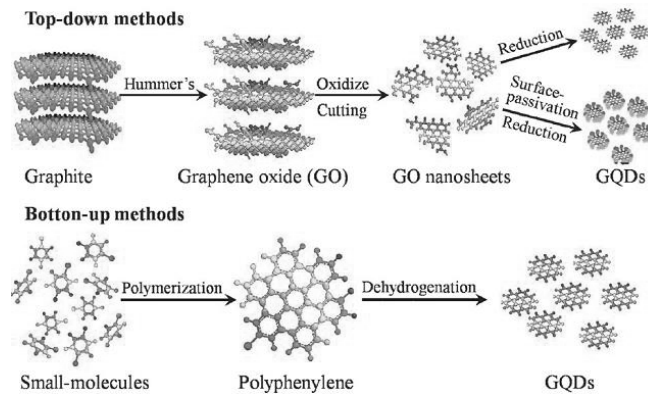 Top-down methods
Hummer's
Oxidize
Cutting
Reduction
Surface-
passivation
Reduction
Graphite
Graphene oxide (GO)
GO nanosheets
GQDs
Botton-up methods
Polymerization
Dehydrogenation
Small-molecules
Polyphenylene
GQDs